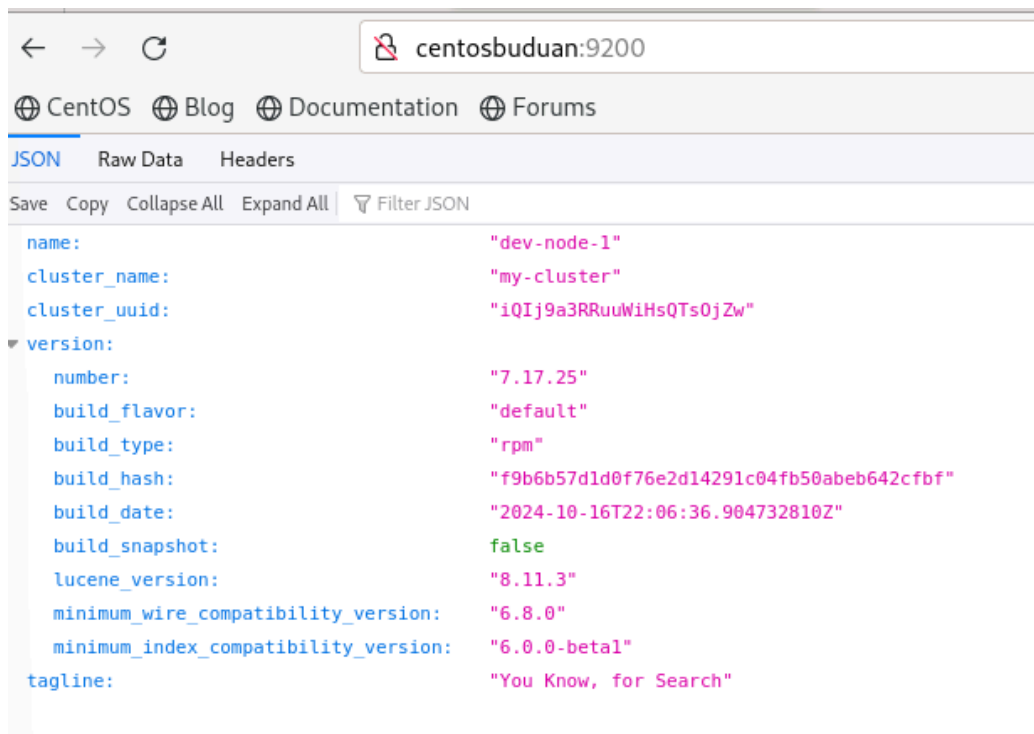 centosbuduan:9200
CentOS Blog Documentation Forums
JSON Raw Data Headers
Save Copy Collapse All Expand All Filter JSON
name: "dev-node-1"
cluster_name: "my-cluster"
cluster_uuid: "iQIj9a3RRuuWiHsQTsOjZw"
version:
number: "7.17.25"
build_flavor: "default"
build_type: "rpm"
build_hash: "f9b6b57d1d0f76e2d14291c04fb50abeb642cfbf"
build_date: "2024-10-16T22:06:36.904732810Z"
build_snapshot: false
lucene_version: "8.11.3"
minimum_wire_compatibility_version: "6.8.0"
minimum_index_compatibility_version: "6.0.0-beta1"
tagline: "You Know, for Search"